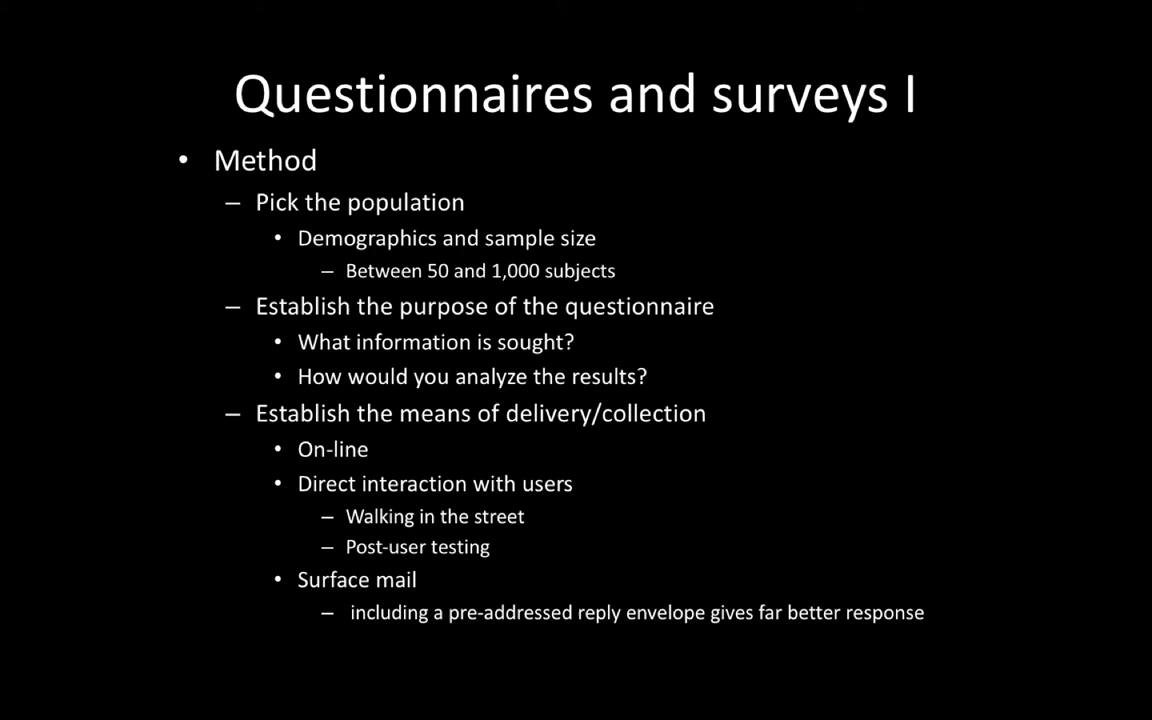 Questionnaires and surveys I
• Method
– Pick the population
• Demographics and sample size
– Between 50 and 1,000 subjects
– Establish the purpose of the questionnaire
• What information is sought?
• How would you analyze the results?
– Establish the means of delivery/collection
• On-line
• Direct interaction with users
– Walking in the street
– Post-user testing
• Surface mail
– including a pre-addressed reply envelope gives far better response